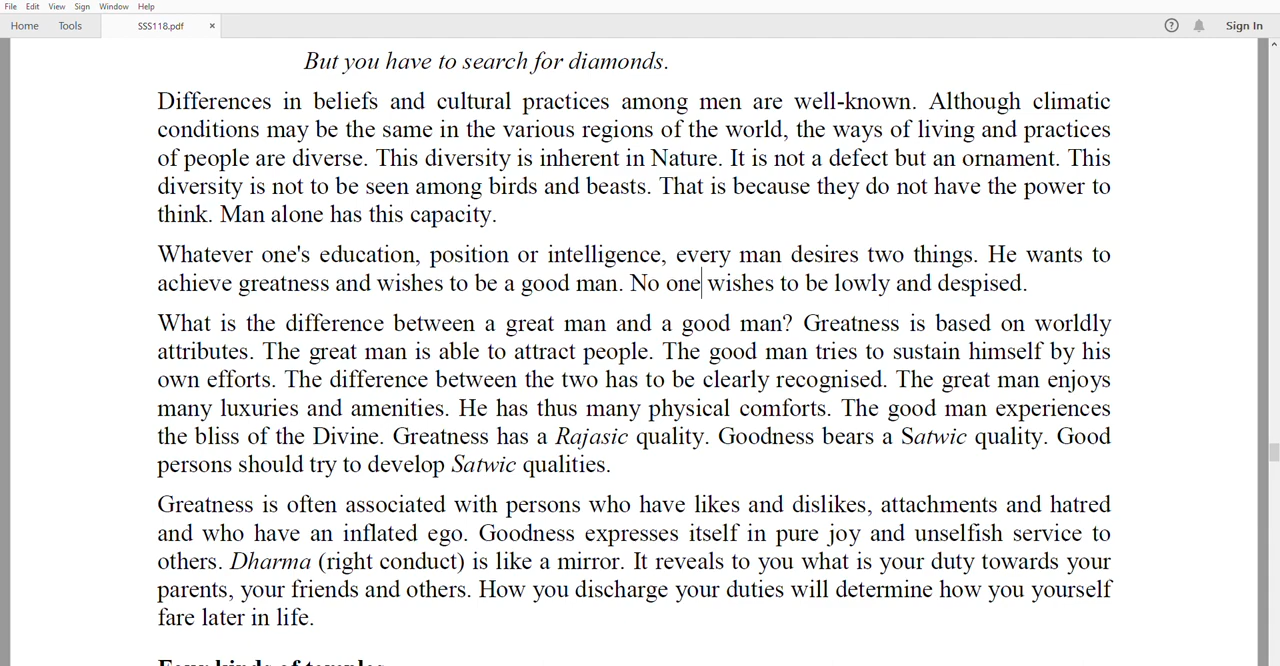 File Edit View Sign Window Help
Home Tools SSS118.pdf × ? Sign In
But you have to search for diamonds.
Differences in beliefs and cultural practices among men are well-known. Although climatic
conditions may be the same in the various regions of the world, the ways of living and practices
of people are diverse. This diversity is inherent in Nature. It is not a defect but an ornament. This
diversity is not to be seen among birds and beasts. That is because they do not have the power to
think. Man alone has this capacity.
Whatever one's education, position or intelligence, every man desires two things. He wants to
achieve greatness and wishes to be a good man. No one wishes to be lowly and despised.
What is the difference between a great man and a good man? Greatness is based on worldly
attributes. The great man is able to attract people. The good man tries to sustain himself by his
own efforts. The difference between the two has to be clearly recognised. The great man enjoys
many luxuries and amenities. He has thus many physical comforts. The good man experiences
the bliss of the Divine. Greatness has a Rajasic quality. Goodness bears a Satwic quality. Good
persons should try to develop Satwic qualities.
Greatness is often associated with persons who have likes and dislikes, attachments and hatred
and who have an inflated ego. Goodness expresses itself in pure joy and unselfish service to
others. Dharma (right conduct) is like a mirror. It reveals to you what is your duty towards your
parents, your friends and others. How you discharge your duties will determine how you yourself
fare later in life.
Four kinds of temples